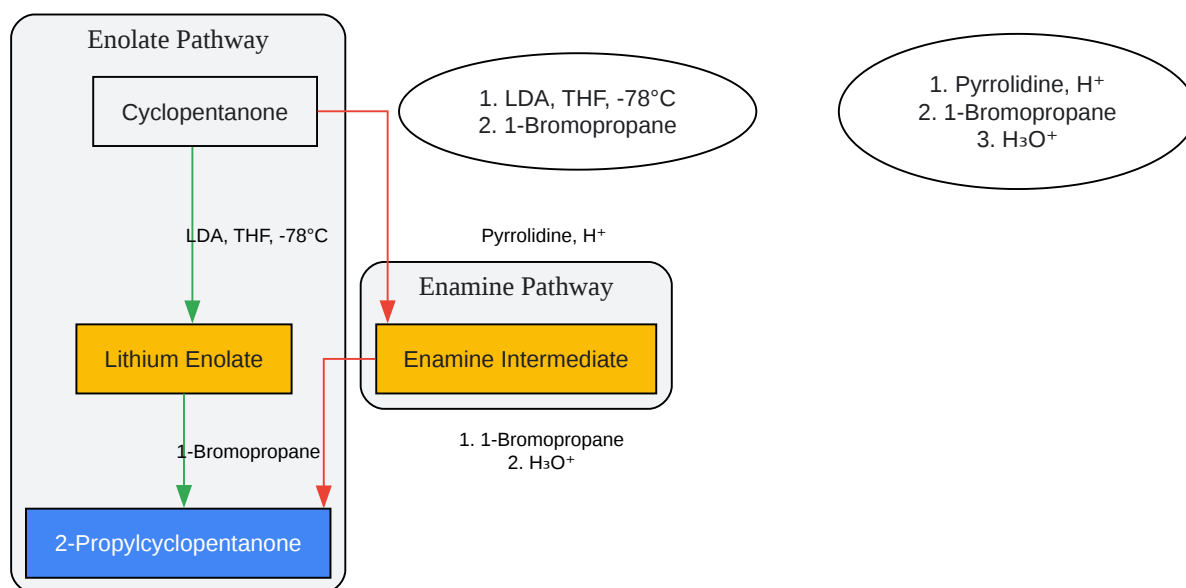 Enolate Pathway
Cyclopentanone
1. LDA, THF, -78°C
2. 1-Bromopropane
1. Pyrrolidine, H⁺
2. 1-Bromopropane
3. H₃O⁺
LDA, THF, -78°C
Pyrrolidine, H⁺
Enamine Pathway
Lithium Enolate
Enamine Intermediate
1-Bromopropane
1. 1-Bromopropane
2. H₃O⁺
2-Propylcyclopentanone